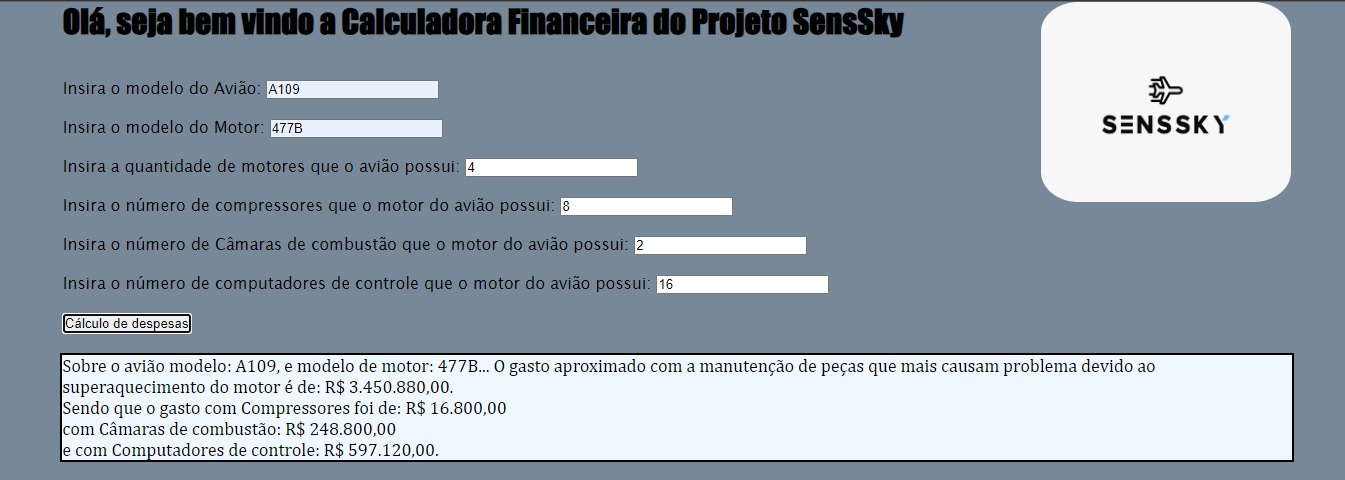 Olá, seja bem vindo a Calculadora Financeira do Projeto SensSky
SENSSKY
Insira o modelo do Avião: A109
Insira o modelo do Motor: 477B
Insira a quantidade de motores que o avião possui: 4
Insira o número de compressores que o motor do avião possui: 8
Insira o número de Câmaras de combustão que o motor do avião possui: 2
Insira o número de computadores de controle que o motor do avião possui: 16
Cálculo de despesas
Sobre o avião modelo: A109, e modelo de motor: 477B... O gasto aproximado com a manutenção de peças que mais causam problema devido ao
superaquecimento do motor é de: R$ 3.450.880,00.
Sendo que o gasto com Compressores foi de: R$ 16.800,00
com Câmaras de combustão: R$ 248.800,00
e com Computadores de controle: R$ 597.120,00.